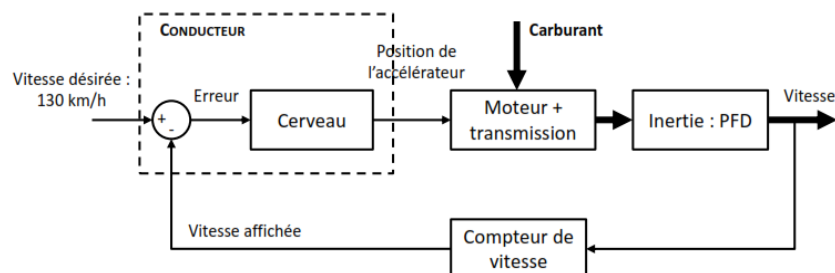 CONDUCTEUR
Carburant
Vitesse désirée :
130 km/h
Erreur
Position de
l'accélérateur
Vitesse
+
-
Cerveau
Moteur +
transmission
Inertie : PFD
Vitesse affichée
Compteur de
vitesse